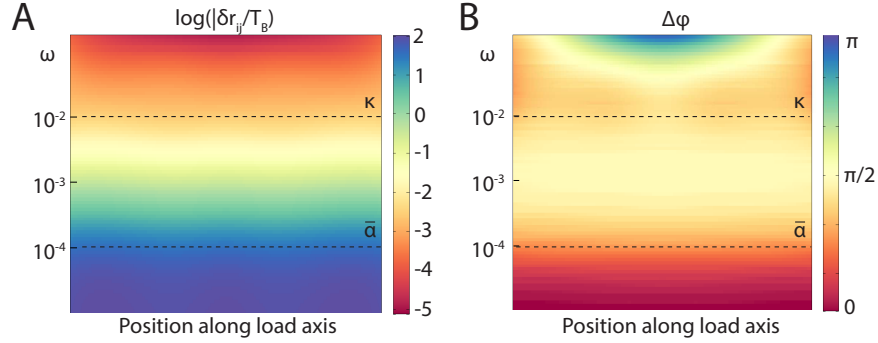 A
log(|δr_ij/T_B)
ω
10^-2
10^-3
10^-4
κ
ᾱ
2
1
0
-1
-2
-3
-4
-5
Position along load axis
B
Δφ
ω
10^-2
10^-3
10^-4
κ
ᾱ
π
π/2
0
Position along load axis